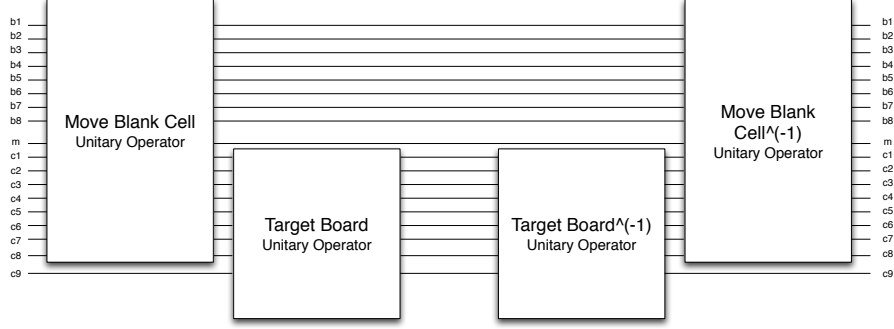 b1
b2
b3
b4
b5
b6
b7
b8
m
c1
c2
c3
c4
c5
c6
c7
c8
c9
Move Blank Cell
Unitary Operator
Target Board
Unitary Operator
Target Board^(-1)
Unitary Operator
Move Blank
Cell^(-1)
Unitary Operator
b1
b2
b3
b4
b5
b6
b7
b8
m
c1
c2
c3
c4
c5
c6
c7
c8
c9